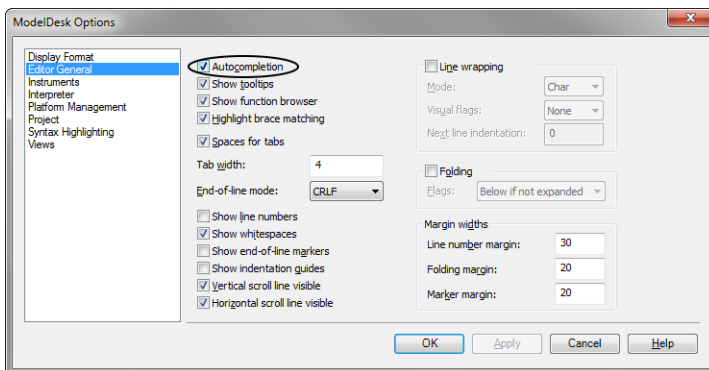 ModelDesk Options
Display Format
Editor General
Instruments
Interpreter
Platform Management
Project
Syntax Highlighting
Views
Autocompletion
Show tooltips
Show function browser
Highlight brace matching
Spaces for tabs
Tab width: 4
End-of-line mode: CRLF
Show line numbers
Show whitespaces
Show end-of-line markers
Show indentation guides
Vertical scroll line visible
Horizontal scroll line visible
Line wrapping
Mode: Char
Visual flags: None
Next line indentation: 0
Folding
Flags: Below if not expanded
Margin widths
Line number margin: 30
Folding margin: 20
Marker margin: 20
OK Apply Cancel Help